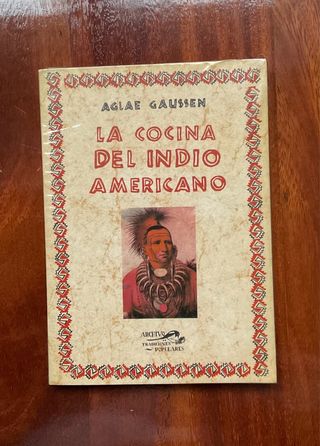 AGLAE GAUSSEN
LA COCINA
DEL INDIO
AMERICANO
ARCHIVO
TRADICIONES
POPULARES